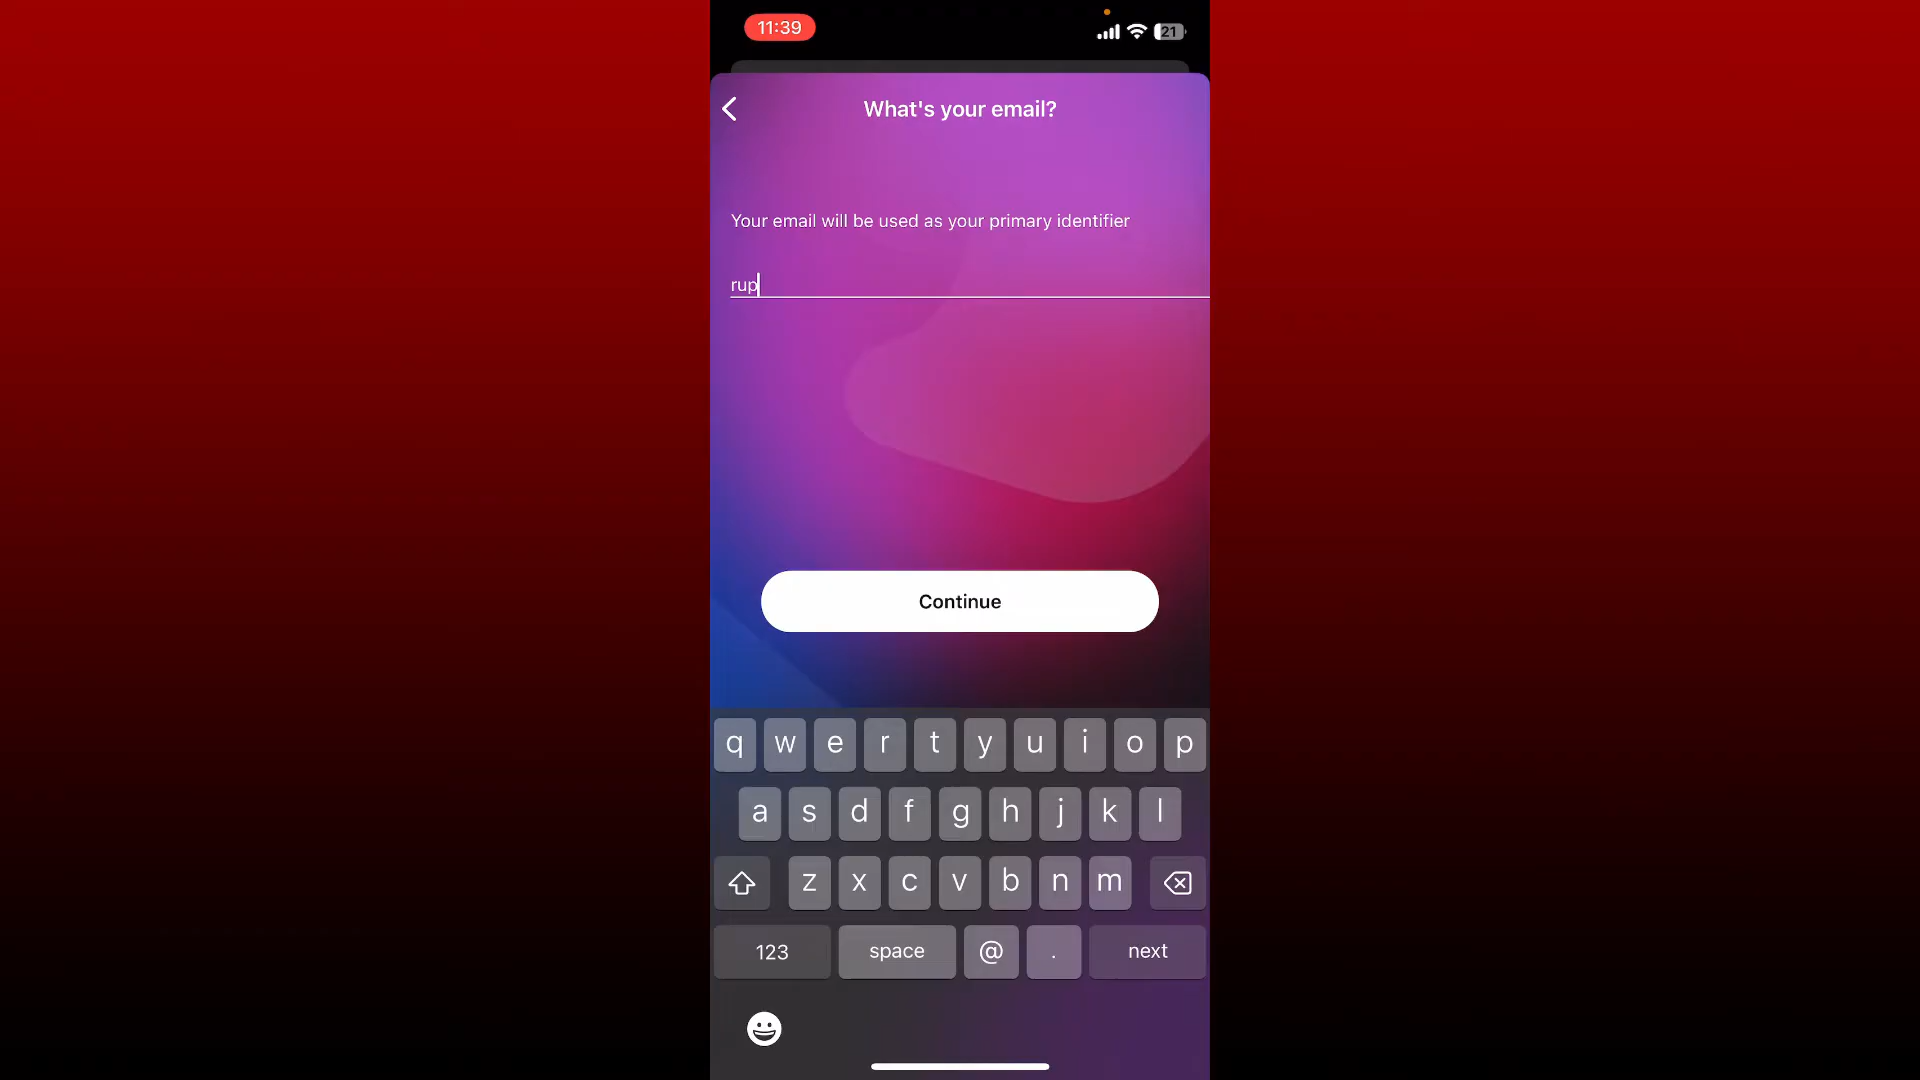 11:39
21
What's your email?
Your email will be used as your primary identifier
rup
Continue
q w e r t y u i o p
a s d f g h j k l
z x c v b n m
123 space @ . next